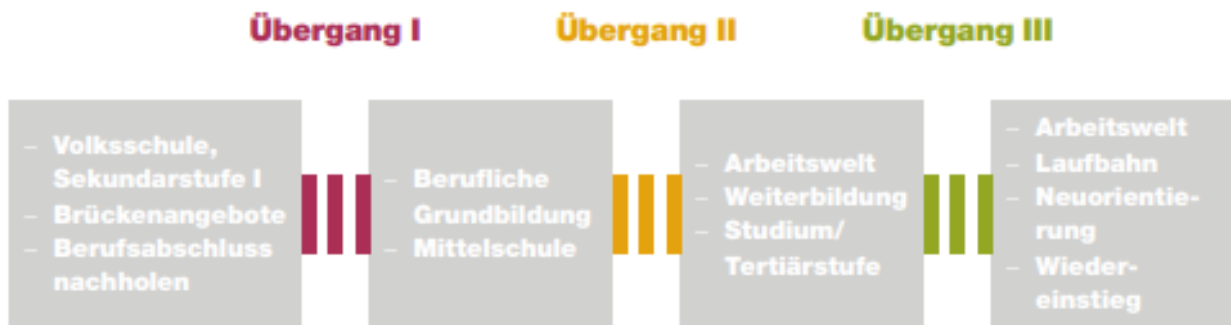 Übergang I
Übergang II
Übergang III
– Volksschule,
Sekundarstufe I
– Brückenangebote
– Berufsabschluss
nachholen
– Berufliche
Grundbildung
– Mittelschule
– Arbeitswelt
– Weiterbildung
– Studium/
Tertiärstufe
– Arbeitswelt
– Laufbahn
– Neuorientie-
rung
– Wieder-
einstieg